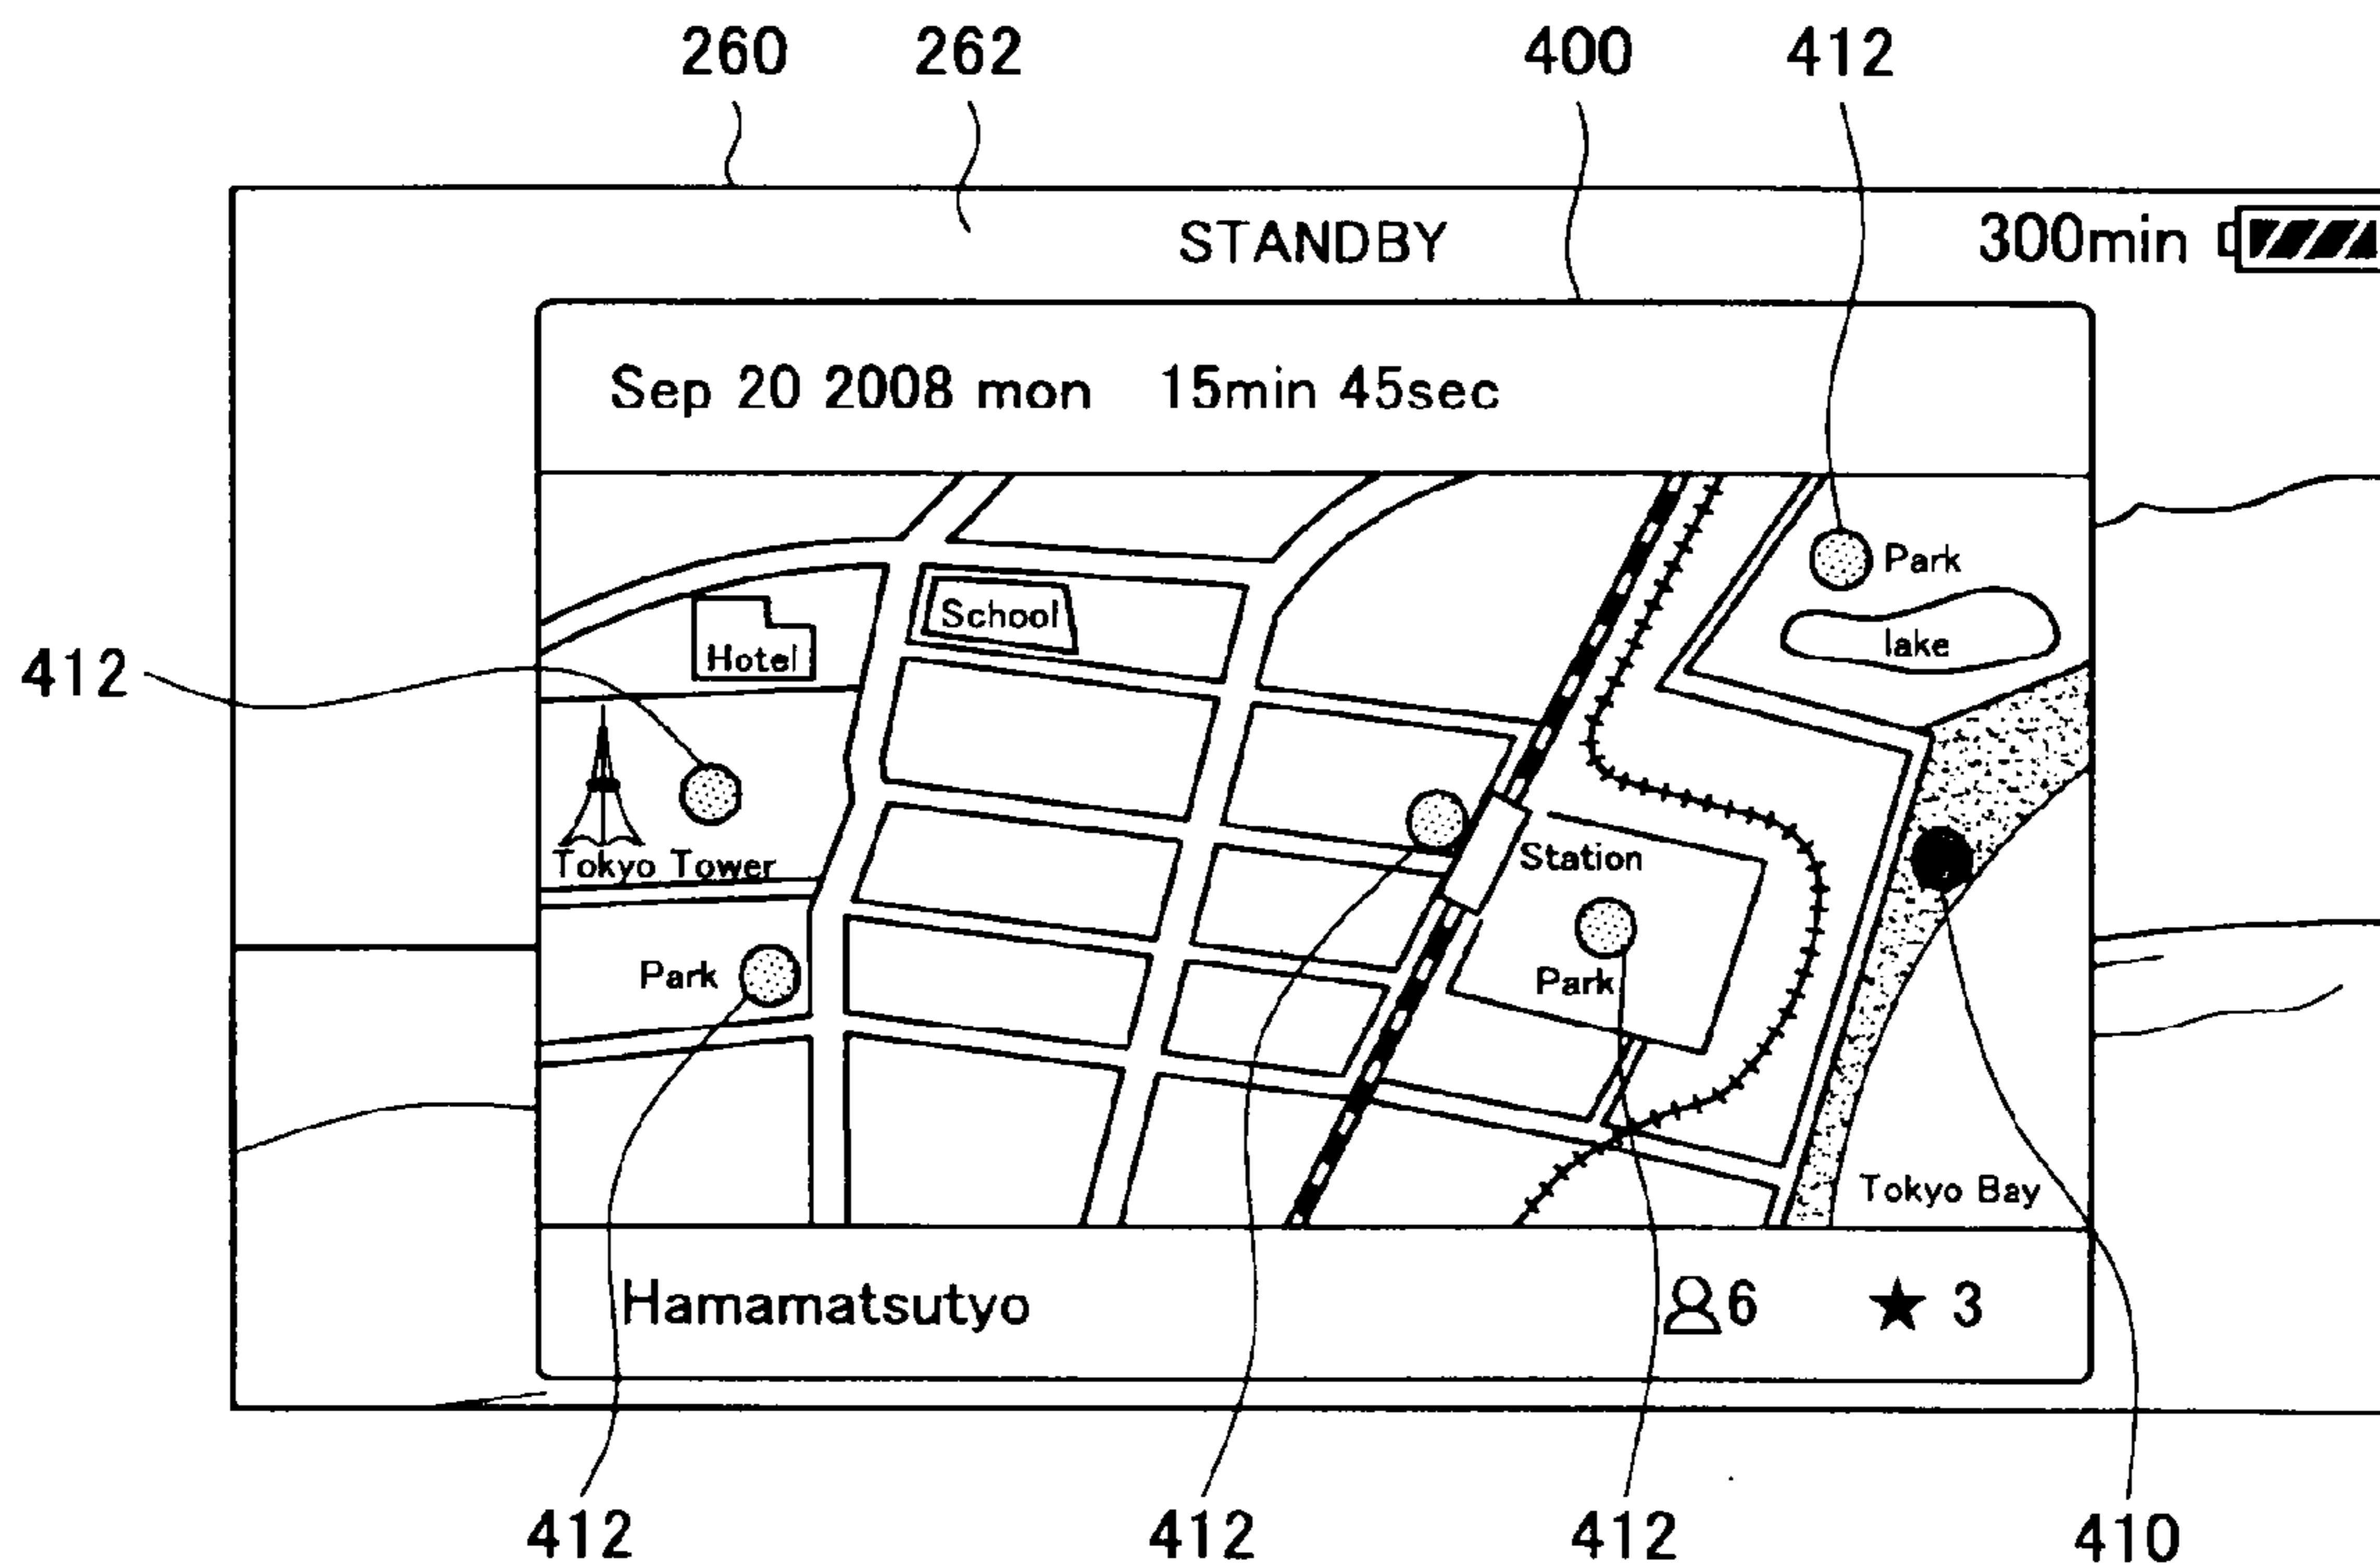 260 262 400 412
STANDBY 300min
Sep 20 2008 mon 15min 45sec
Park
School
lake
Hotel
412
Station
Tokyo Tower
Park
Park
Tokyo Bay
Hamamatsutyo 6 ★ 3
412 412 412 410